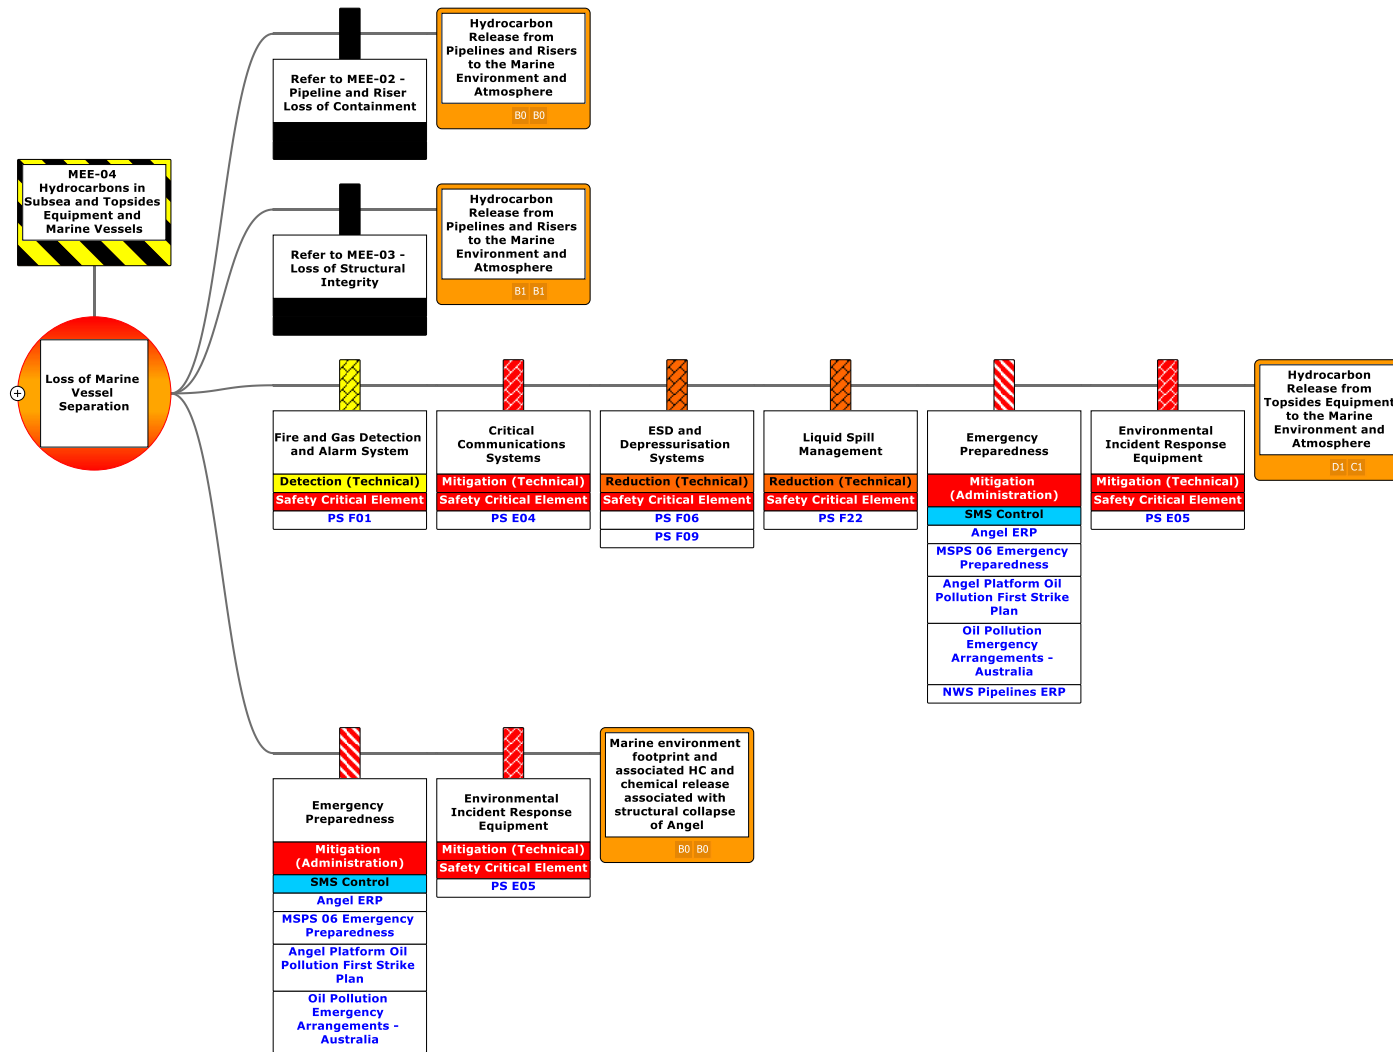 MEE-04
Hydrocarbons in
Subsea and Topsides
Equipment and
Marine Vessels
Loss of Marine
Vessel
Separation
+
Refer to MEE-02 -
Pipeline and Riser
Loss of Containment
Hydrocarbon
Release from
Pipelines and Risers
to the Marine
Environment and
Atmosphere
B0 B0
Refer to MEE-03 -
Loss of Structural
Integrity
Hydrocarbon
Release from
Pipelines and Risers
to the Marine
Environment and
Atmosphere
B1 B1
Fire and Gas Detection
and Alarm System
Detection (Technical)
Safety Critical Element
PS F01
Critical
Communications
Systems
Mitigation (Technical)
Safety Critical Element
PS E04
ESD and
Depressurisation
Systems
Reduction (Technical)
Safety Critical Element
PS F06
PS F09
Liquid Spill
Management
Reduction (Technical)
Safety Critical Element
PS F22
Emergency
Preparedness
Mitigation
(Administration)
SMS Control
Angel ERP
MSPS 06 Emergency
Preparedness
Angel Platform Oil
Pollution First Strike
Plan
Oil Pollution
Emergency
Arrangements -
Australia
NWS Pipelines ERP
Environmental
Incident Response
Equipment
Mitigation (Technical)
Safety Critical Element
PS E05
Hydrocarbon
Release from
Topsides Equipment
to the Marine
Environment and
Atmosphere
D1 C1
Emergency
Preparedness
Mitigation
(Administration)
SMS Control
Angel ERP
MSPS 06 Emergency
Preparedness
Angel Platform Oil
Pollution First Strike
Plan
Oil Pollution
Emergency
Arrangements -
Australia
Environmental
Incident Response
Equipment
Mitigation (Technical)
Safety Critical Element
PS E05
Marine environment
footprint and
associated HC and
chemical release
associated with
structural collapse
of Angel
B0 B0